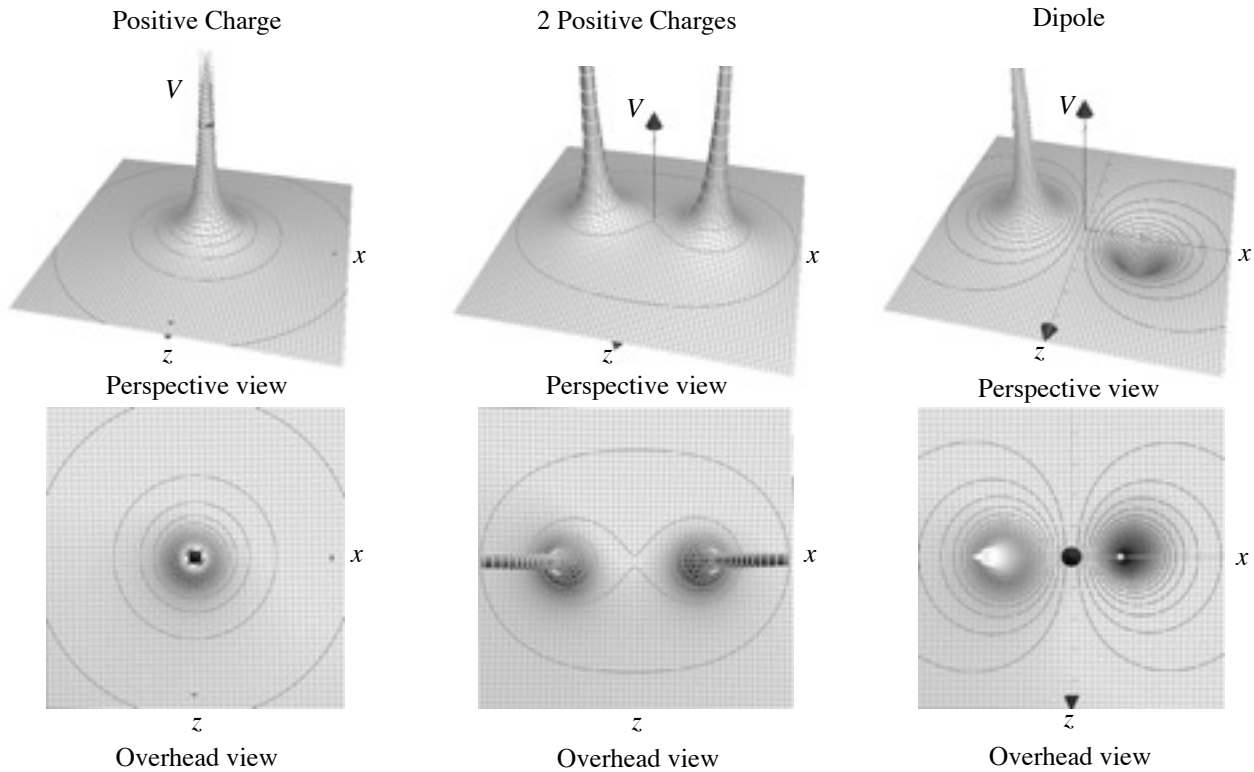 Positive Charge
2 Positive Charges
Dipole
V
V
V
x
x
x
z
z
z
Perspective view
Perspective view
Perspective view
x
x
x
z
z
z
Overhead view
Overhead view
Overhead view